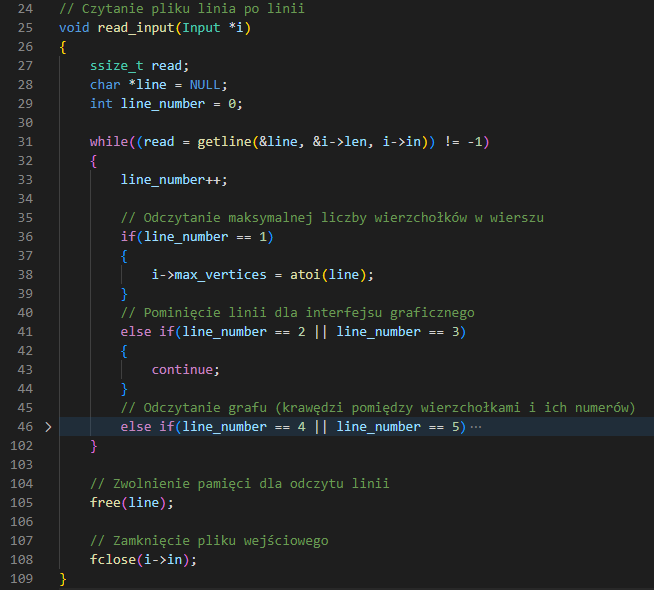 24 // Czytanie pliku linia po linii
25 void read_input(Input *i)
26 {
27     ssize_t read;
28     char *line = NULL;
29     int line_number = 0;
30
31     while((read = getline(&line, &i->len, i->in)) != -1)
32     {
33         line_number++;
34
35         // Odczytanie maksymalnej liczby wierzchołków w wierszu
36         if(line_number == 1)
37         {
38             i->max_vertices = atoi(line);
39         }
40         // Pominięcie linii dla interfejsu graficznego
41         else if(line_number == 2 || line_number == 3)
42         {
43             continue;
44         }
45         // Odczytanie grafu (krawędzi pomiędzy wierzchołkami i ich numerów)
46 >       else if(line_number == 4 || line_number == 5)⋯
102     }
103
104     // Zwolnienie pamięci dla odczytu linii
105     free(line);
106
107     // Zamknięcie pliku wejściowego
108     fclose(i->in);
109 }